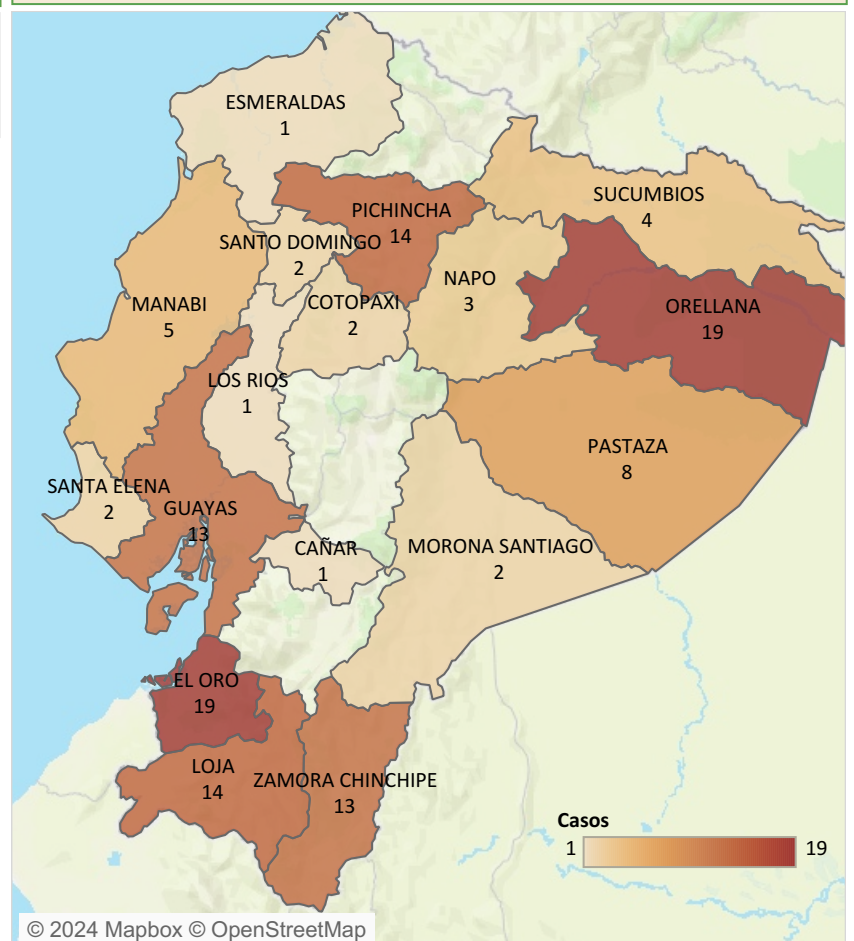 ESMERALDAS
1
SUCUMBIOS
4
PICHINCHA
14
SANTO DOMINGO
2
NAPO
3
COTOPAXI
2
MANABI
5
ORELLANA
19
LOS RIOS
1
PASTAZA
8
SANTA ELENA
2
GUAYAS
13
CAÑAR
1
MORONA SANTIAGO
2
EL ORO
19
LOJA
14
ZAMORA CHINCHIPE
13
Casos
1
19
© 2024 Mapbox © OpenStreetMap